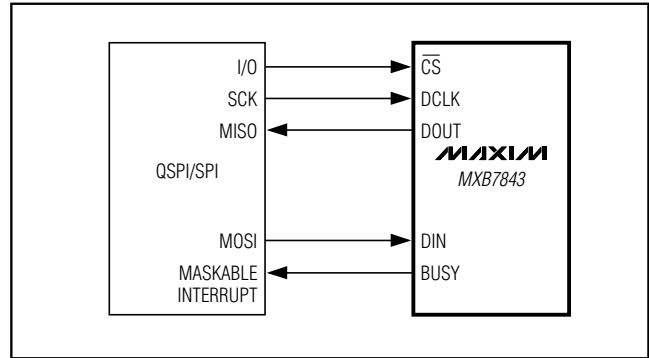 I/O
SCK
MISO
QSPI/SPI
MOSI
MASKABLE
INTERRUPT
CS
DCLK
DOUT
MAXIM
MXB7843
DIN
BUSY